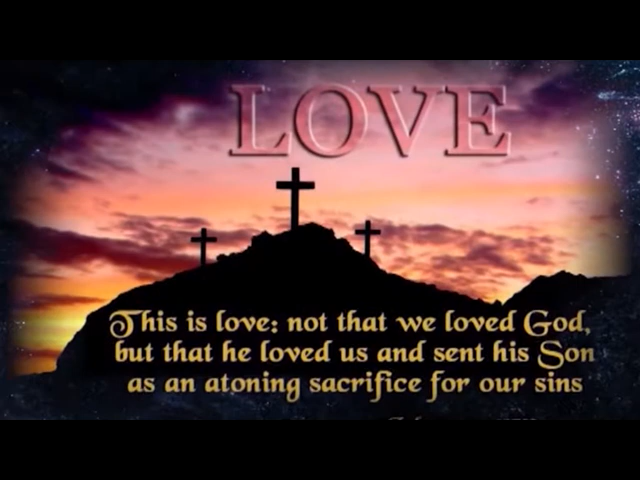 LOVE
This is love: not that we loved God,
but that he loved us and sent his Son
as an atoning sacrifice for our sins